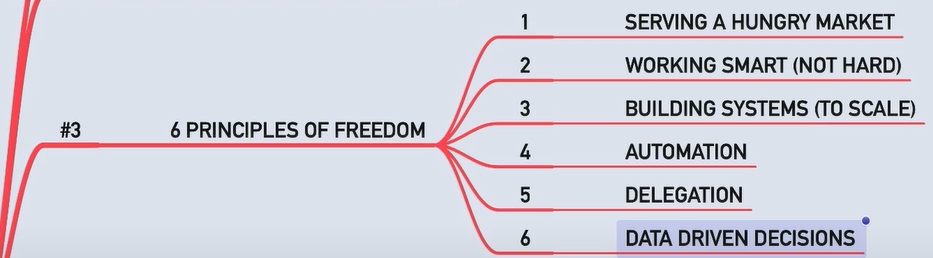 #3 6 PRINCIPLES OF FREEDOM
1 SERVING A HUNGRY MARKET
2 WORKING SMART (NOT HARD)
3 BUILDING SYSTEMS (TO SCALE)
4 AUTOMATION
5 DELEGATION
6 DATA DRIVEN DECISIONS